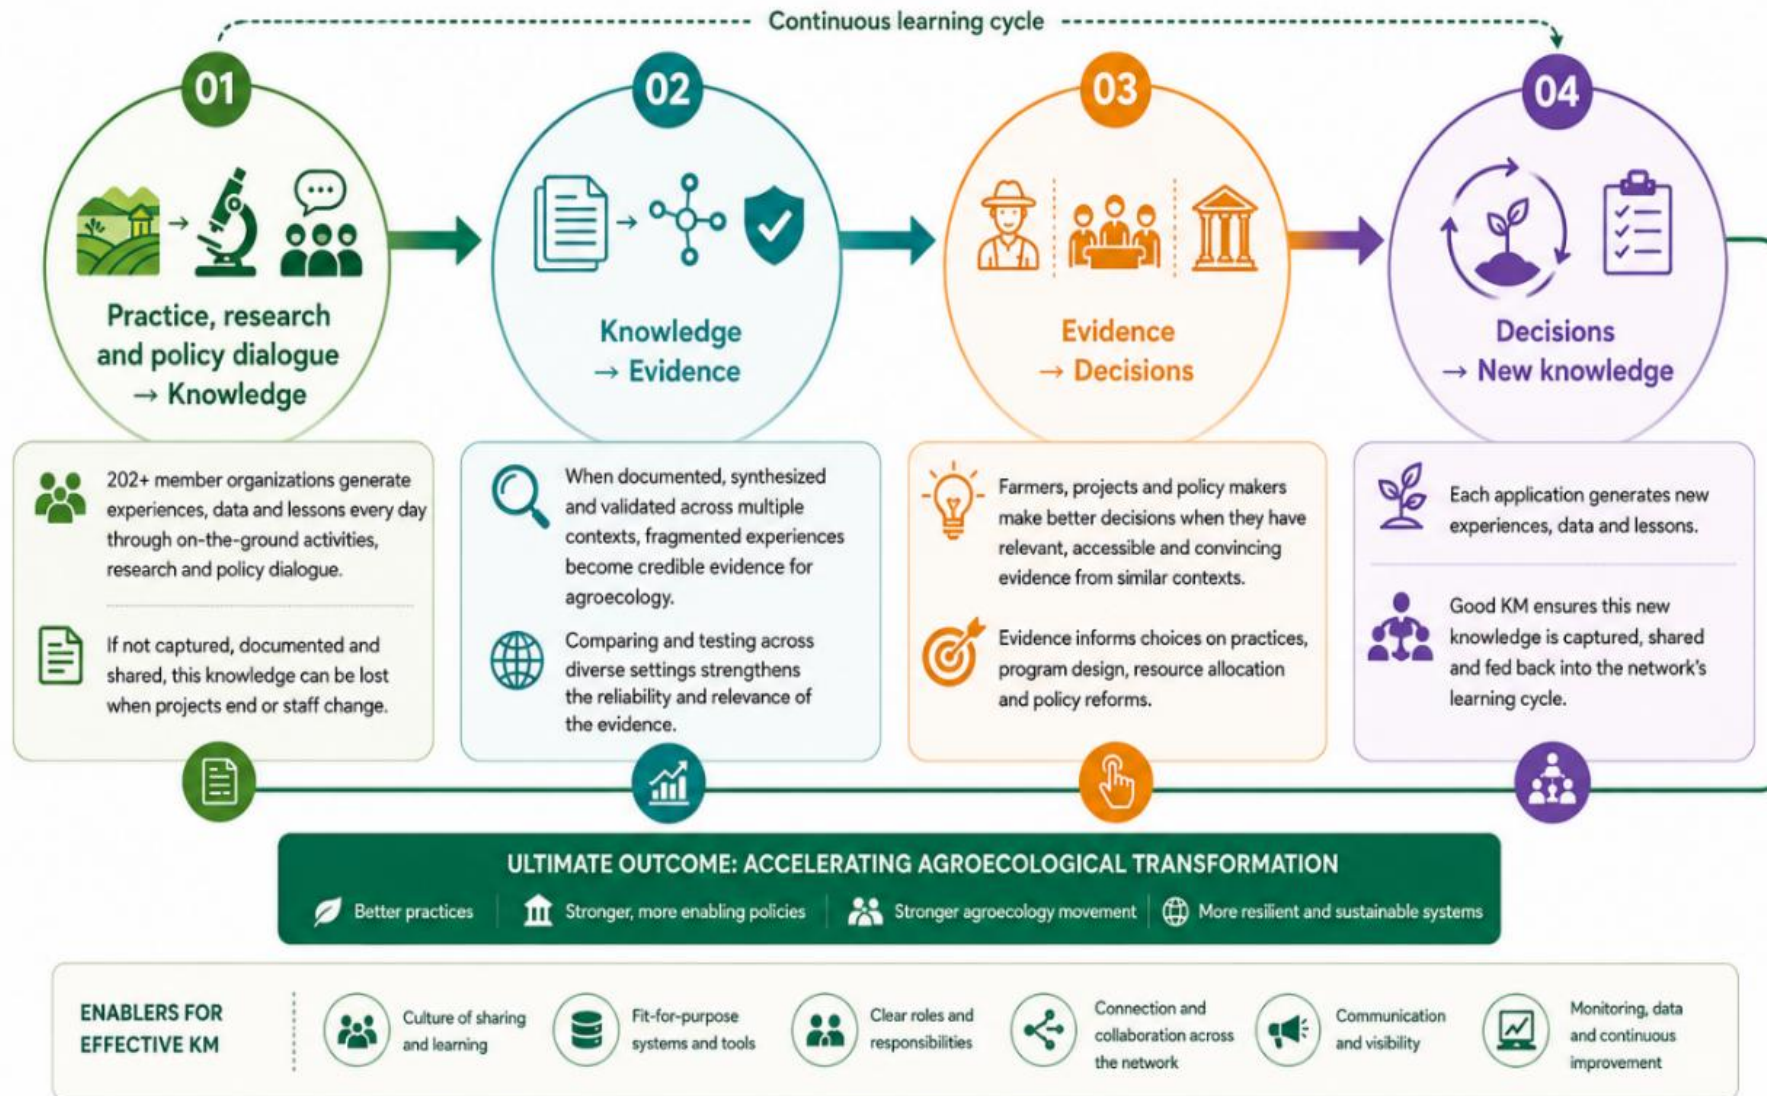 Continuous learning cycle
01
Practice, research
and policy dialogue
→ Knowledge
202+ member organizations generate
experiences, data and lessons every day
through on-the-ground activities,
research and policy dialogue.
If not captured, documented and
shared, this knowledge can be lost
when projects end or staff change.
02
Knowledge
→ Evidence
When documented, synthesized
and validated across multiple
contexts, fragmented experiences
become credible evidence for
agroecology.
Comparing and testing across
diverse settings strengthens
the reliability and relevance of
the evidence.
03
Evidence
→ Decisions
Farmers, projects and policy makers
make better decisions when they have
relevant, accessible and convincing
evidence from similar contexts.
Evidence informs choices on practices,
program design, resource allocation
and policy reforms.
04
Decisions
→ New knowledge
Each application generates new
experiences, data and lessons.
Good KM ensures this new
knowledge is captured, shared
and fed back into the network's
learning cycle.
ULTIMATE OUTCOME: ACCELERATING AGROECOLOGICAL TRANSFORMATION
Better practices
Stronger, more enabling policies
Stronger agroecology movement
More resilient and sustainable systems
ENABLERS FOR
EFFECTIVE KM
Culture of sharing
and learning
Fit-for-purpose
systems and tools
Clear roles and
responsibilities
Connection and
collaboration across
the network
Communication
and visibility
Monitoring, data
and continuous
improvement